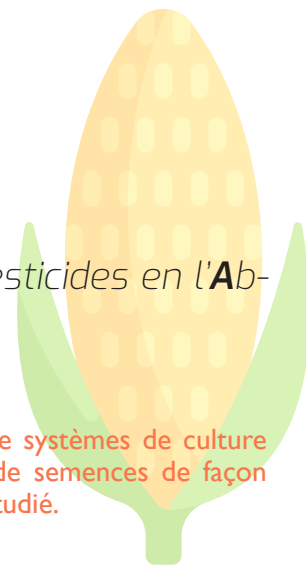 esticides en l'Ab-
e systèmes de culture
de semences de façon
tudié.